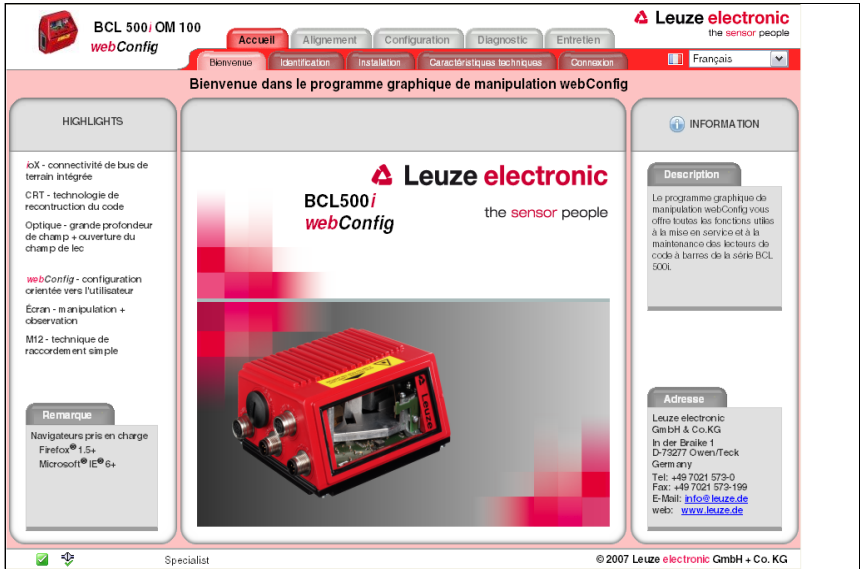 BCL 500i OM 100
webConfig
Accueil
Alignement
Configuration
Diagnostic
Entretien
Leuze electronic
the sensor people
Bienvenue
Identification
Installation
Caractéristiques techniques
Connexion
Français
Bienvenue dans le programme graphique de manipulation webConfig
HIGHLIGHTS
ioX - connectivité de bus de
terrain intégrée
CRT - technologie de
recontruction du code
Optique - grande profondeur
de champ + ouverture du
champ de lec
webConfig - configuration
orientée vers l'utilisateur
Écran - manipulation +
observation
M12 - technique de
raccordement simple
Remarque
Navigateurs pris en charge
Firefox® 1.5+
Microsoft® IE® 6+
Leuze electronic
BCL500i
webConfig
the sensor people
Leuze
INFORMATION
Description
Le programme graphique de
manipulation webConfig vous
offre toutes les fonctions utiles
à la mise en service et à la
maintenance des lecteurs de
code à barres de la série BCL
500i.
Adresse
Leuze electronic
GmbH & Co.KG
In der Braike 1
D-73277 Owen/Teck
Germany
Tel: +49 7021 573-0
Fax: +49 7021 573-199
E-Mail: info@leuze.de
web: www.leuze.de
Specialist
© 2007 Leuze electronic GmbH + Co. KG